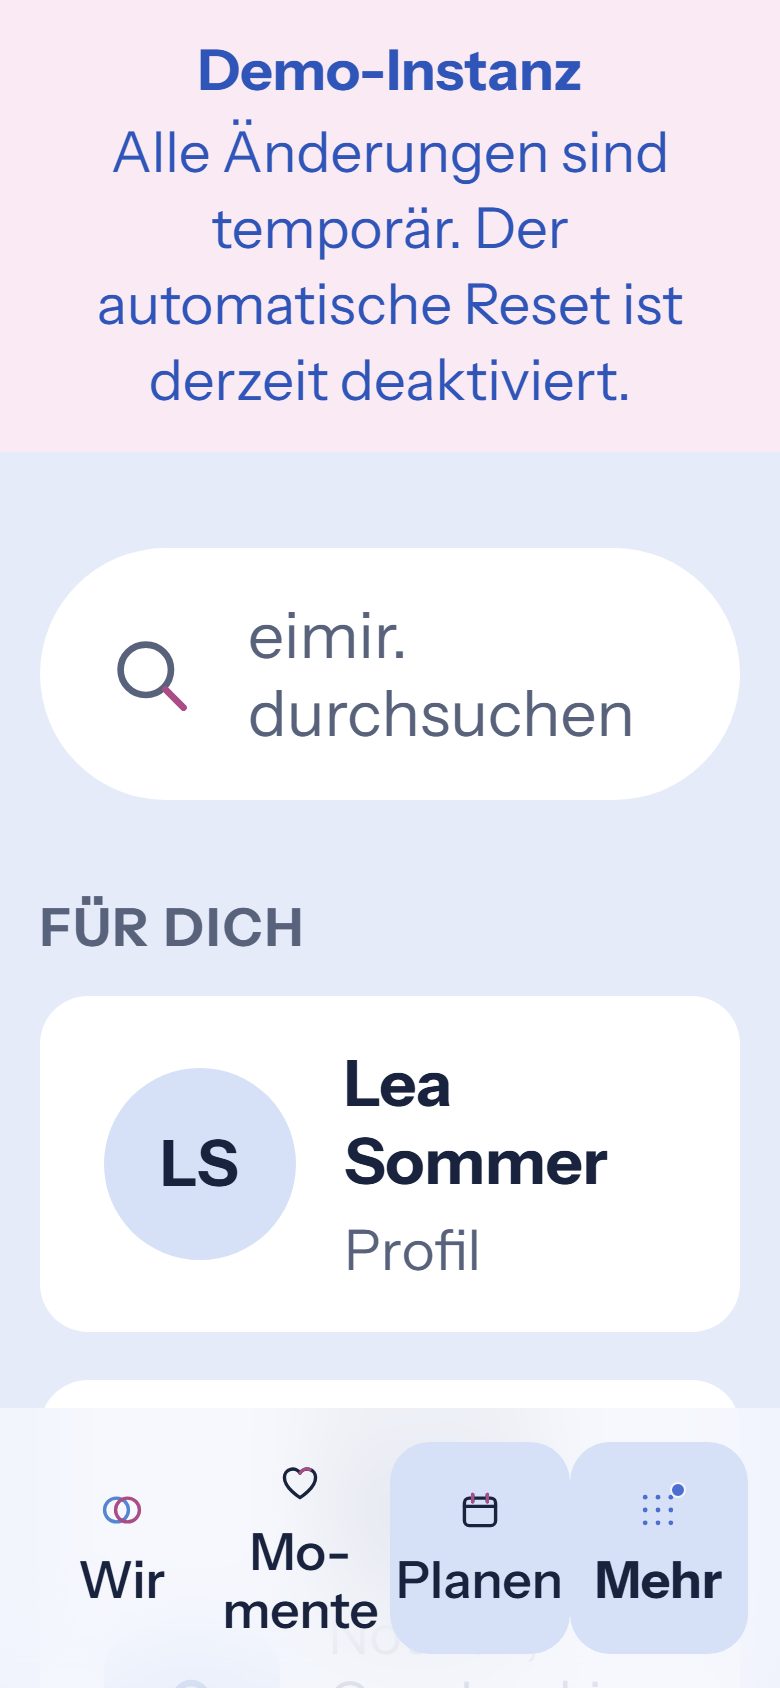 Demo-Instanz
Alle Änderungen sind
temporär. Der
automatische Reset ist
derzeit deaktiviert.
eimir.
durchsuchen
FÜR DICH
LS
Lea
Sommer
Profil
Wir
Mo-
mente
Planen
Mehr